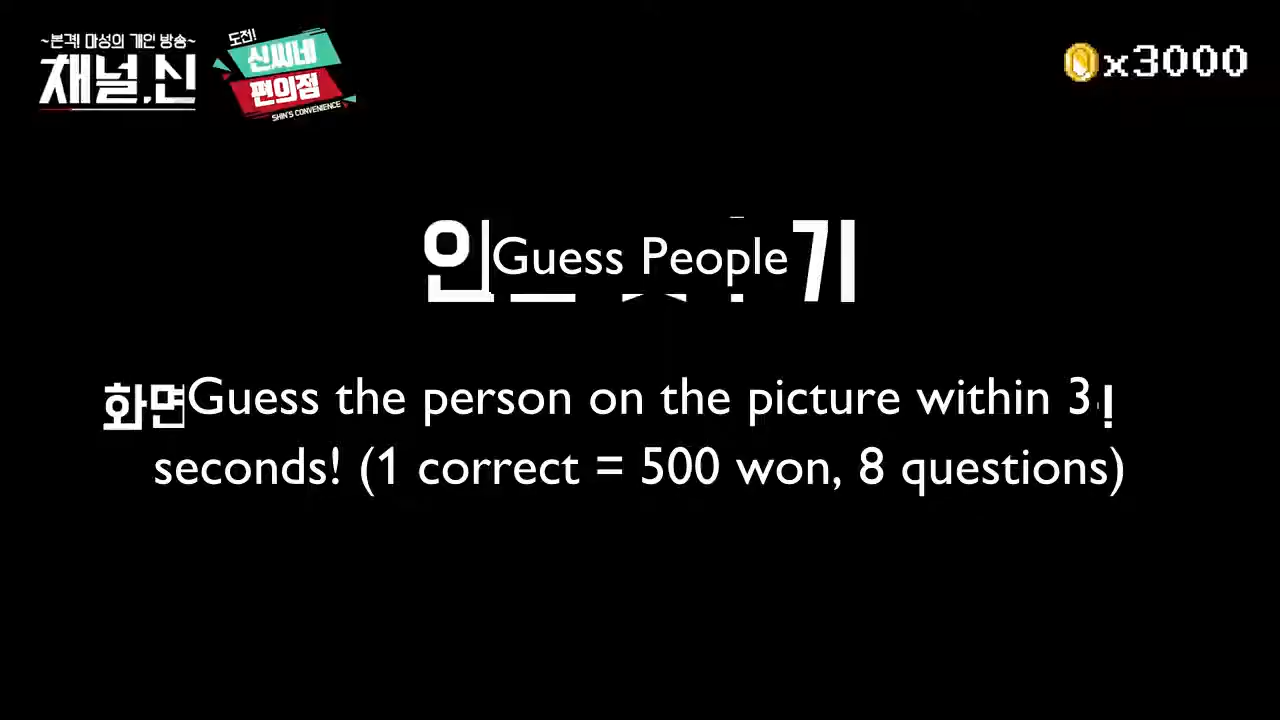 ~본격! 마성의 개인 방송~
채널.신
도전!
신씨네
편의점
SHIN'S CONVENIENCE
x3000
Guess People
화면
Guess the person on the picture within 3
seconds! (1 correct = 500 won, 8 questions)